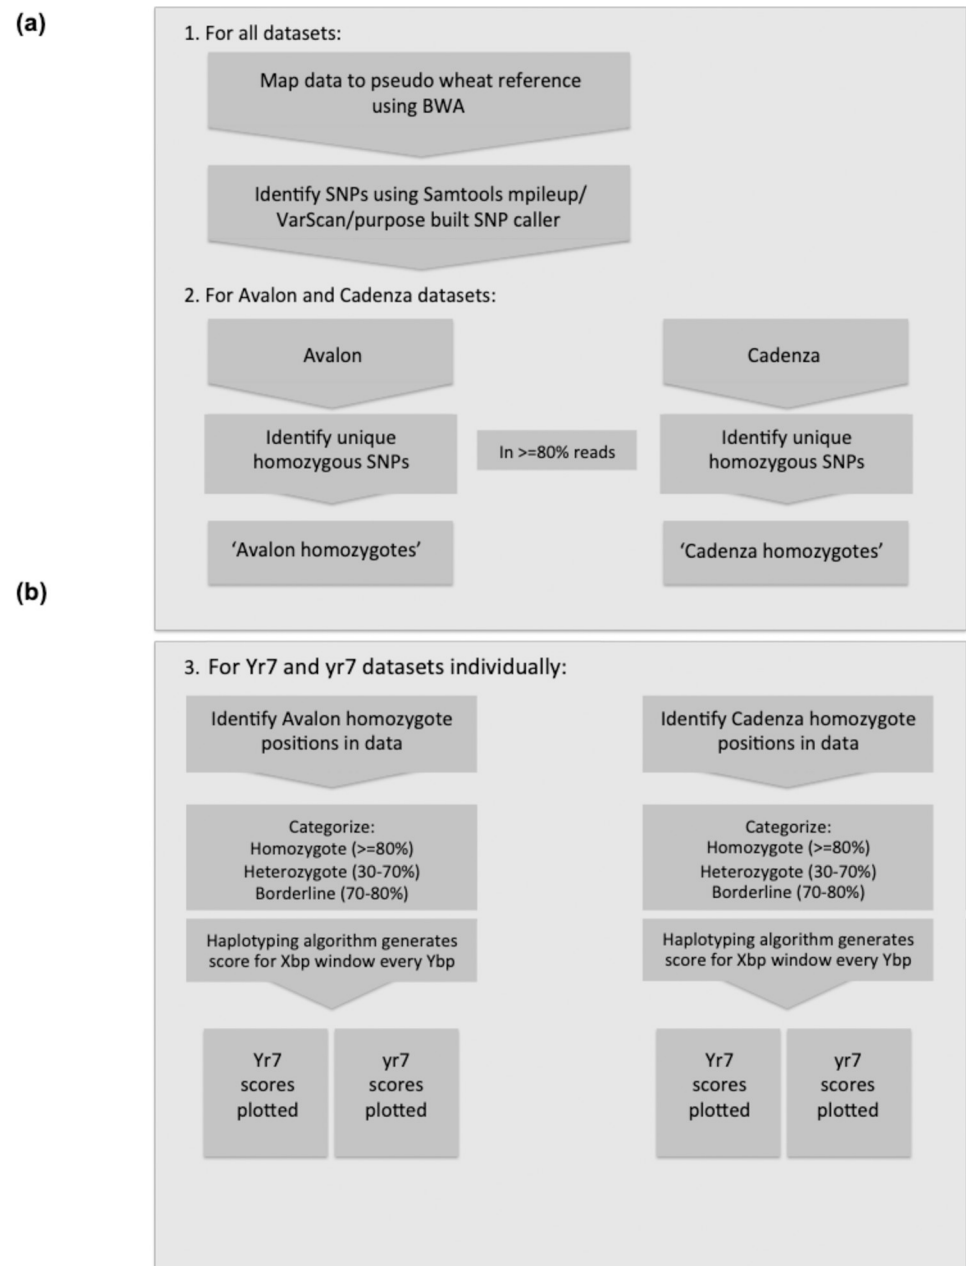 (a)
1. For all datasets:
Map data to pseudo wheat reference
using BWA
Identify SNPs using Samtools mpileup/
VarScan/purpose built SNP caller
2. For Avalon and Cadenza datasets:
Avalon
Cadenza
Identify unique
homozygous SNPs
In >=80% reads
Identify unique
homozygous SNPs
‘Avalon homozygotes’
‘Cadenza homozygotes’
(b)
3. For Yr7 and yr7 datasets individually:
Identify Avalon homozygote
positions in data
Identify Cadenza homozygote
positions in data
Categorize:
Homozygote (>=80%)
Heterozygote (30-70%)
Borderline (70-80%)
Categorize:
Homozygote (>=80%)
Heterozygote (30-70%)
Borderline (70-80%)
Haplotyping algorithm generates
score for Xbp window every Ybp
Haplotyping algorithm generates
score for Xbp window every Ybp
Yr7
scores
plotted
yr7
scores
plotted
Yr7
scores
plotted
yr7
scores
plotted